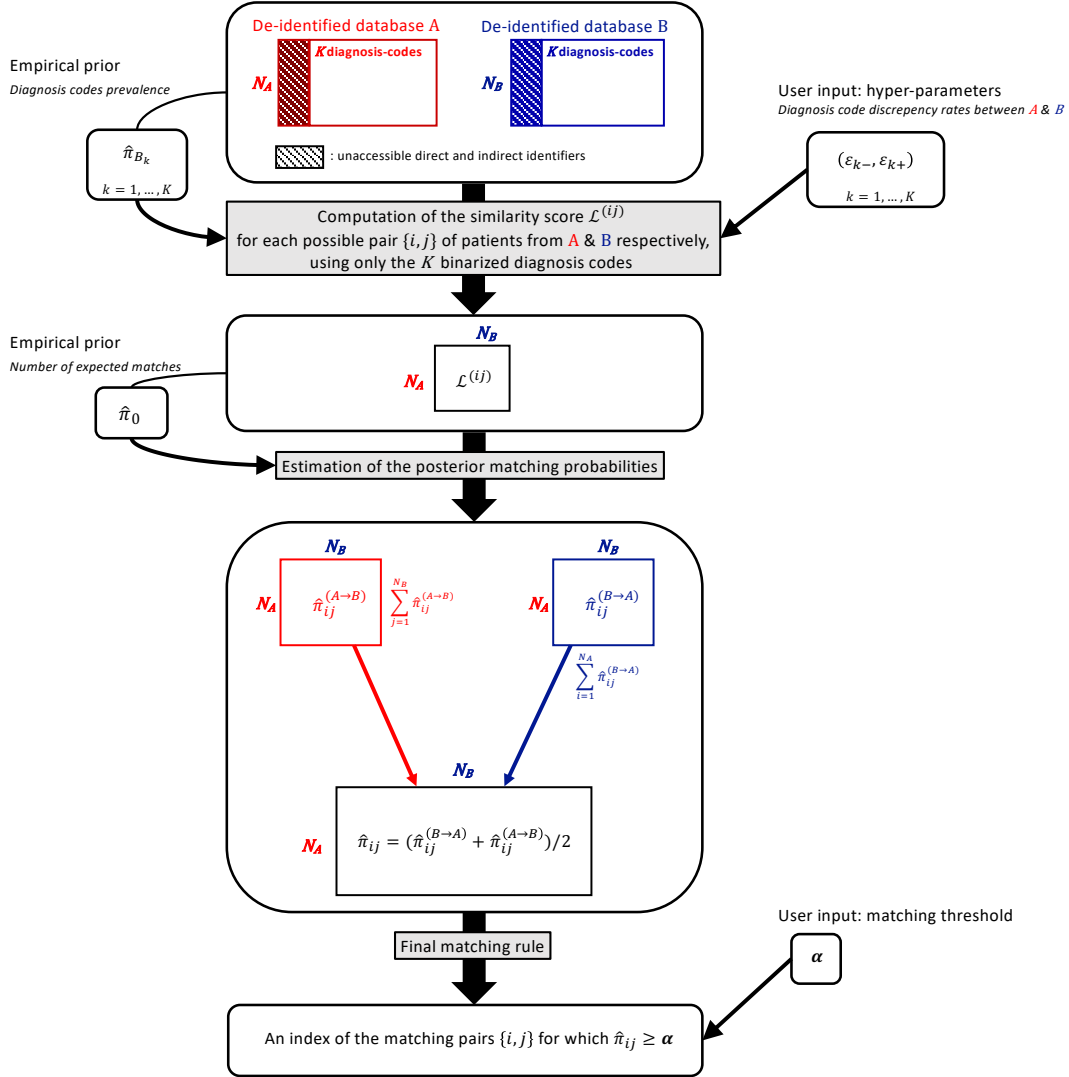 De-identified database A
De-identified database B
K diagnosis-codes
K diagnosis-codes
N_A
N_B
: unaccessible direct and indirect identifiers
Empirical prior
Diagnosis codes prevalence
π̂_{B_k}
k = 1, … , K
User input: hyper-parameters
Diagnosis code discrepency rates between A & B
(ε_{k−}, ε_{k+})
k = 1, … , K
Computation of the similarity score ℒ^{(ij)}
for each possible pair {i, j} of patients from A & B respectively,
using only the K binarized diagnosis codes
Empirical prior
Number of expected matches
π̂_0
N_B
N_A
ℒ^{(ij)}
Estimation of the posterior matching probabilities
N_B
N_B
N_A
π̂_{ij}^{(A→B)}
∑_{j=1}^{N_B} π̂_{ij}^{(A→B)}
N_A
π̂_{ij}^{(B→A)}
∑_{i=1}^{N_A} π̂_{ij}^{(B→A)}
N_B
N_A
π̂_{ij} = (π̂_{ij}^{(B→A)} + π̂_{ij}^{(A→B)})/2
Final matching rule
User input: matching threshold
α
An index of the matching pairs {i, j} for which π̂_{ij} ≥ α